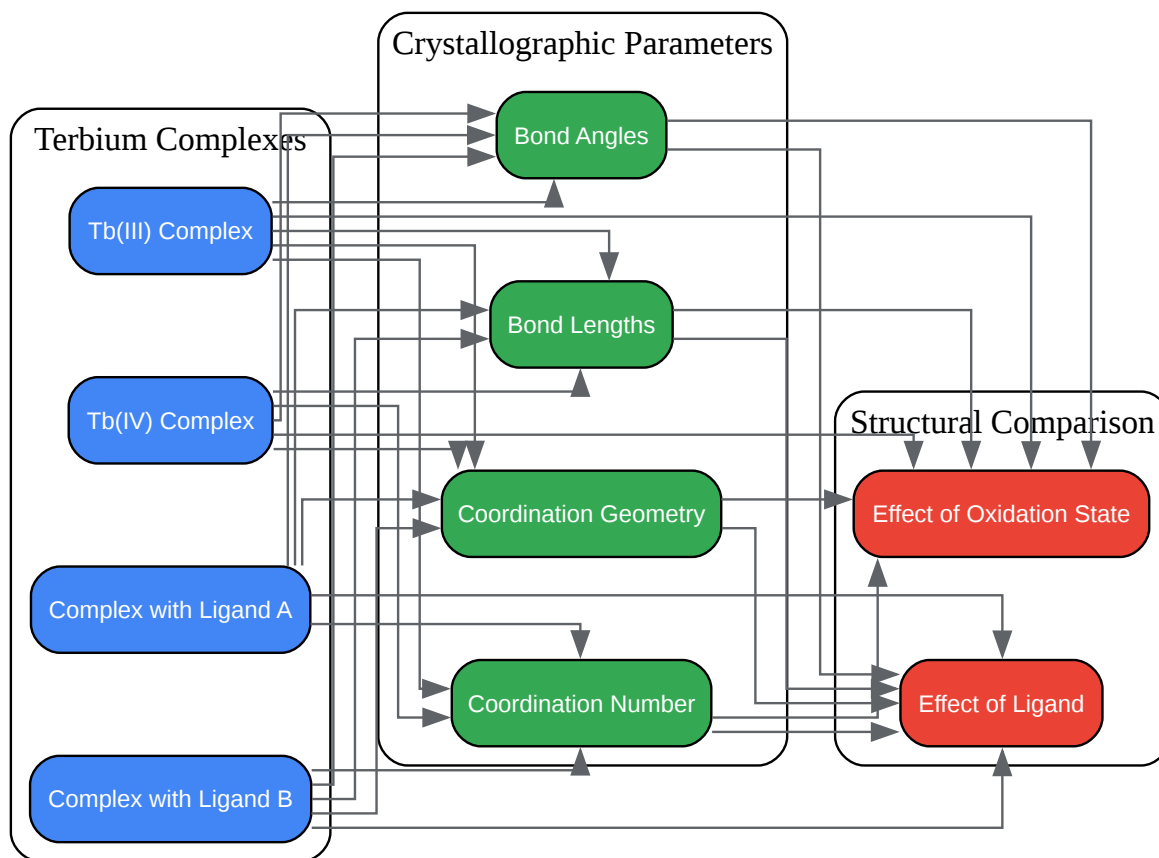 Crystallographic Parameters
Terbium Complexes
Bond Angles
Tb(III) Complex
Bond Lengths
Tb(IV) Complex
Structural Comparison
Coordination Geometry
Effect of Oxidation State
Complex with Ligand A
Coordination Number
Effect of Ligand
Complex with Ligand B